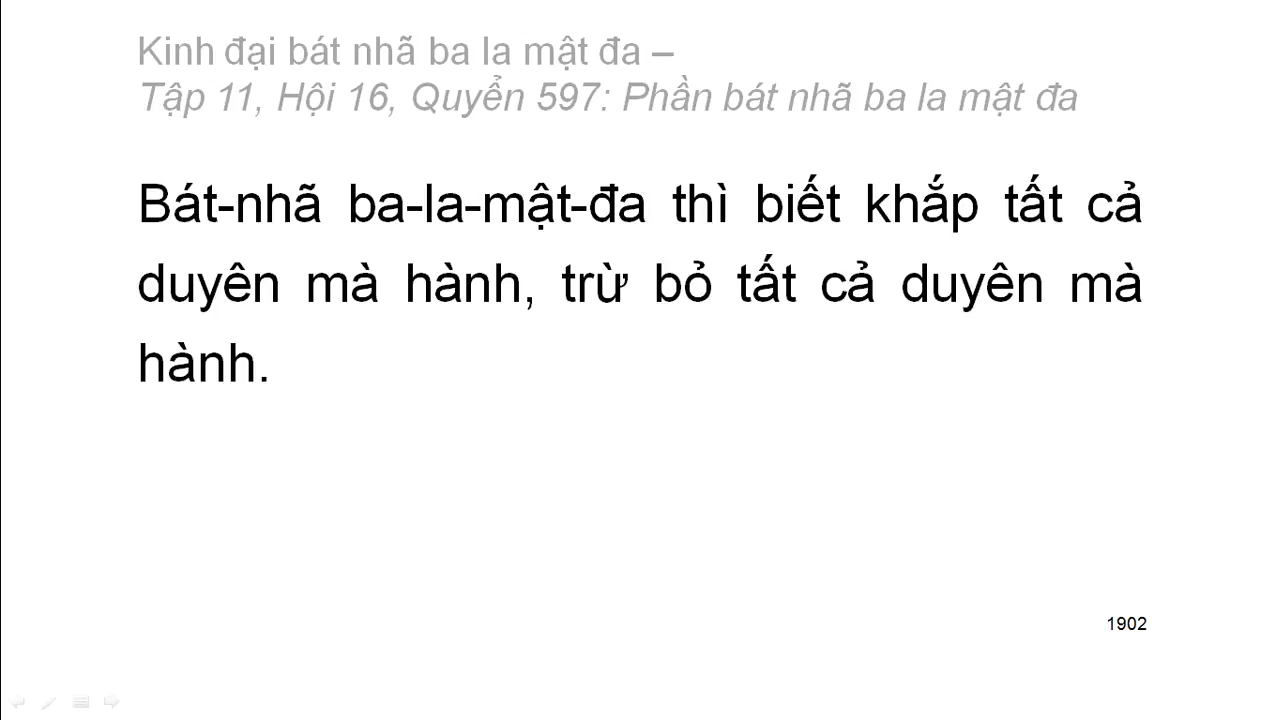 Kinh đại bát nhã ba la mật đa –
Tập 11, Hội 16, Quyển 597: Phần bát nhã ba la mật đa
Bát-nhã ba-la-mật-đa thì biết khắp tất cả
duyên mà hành, trừ bỏ tất cả duyên mà
hành.
1902